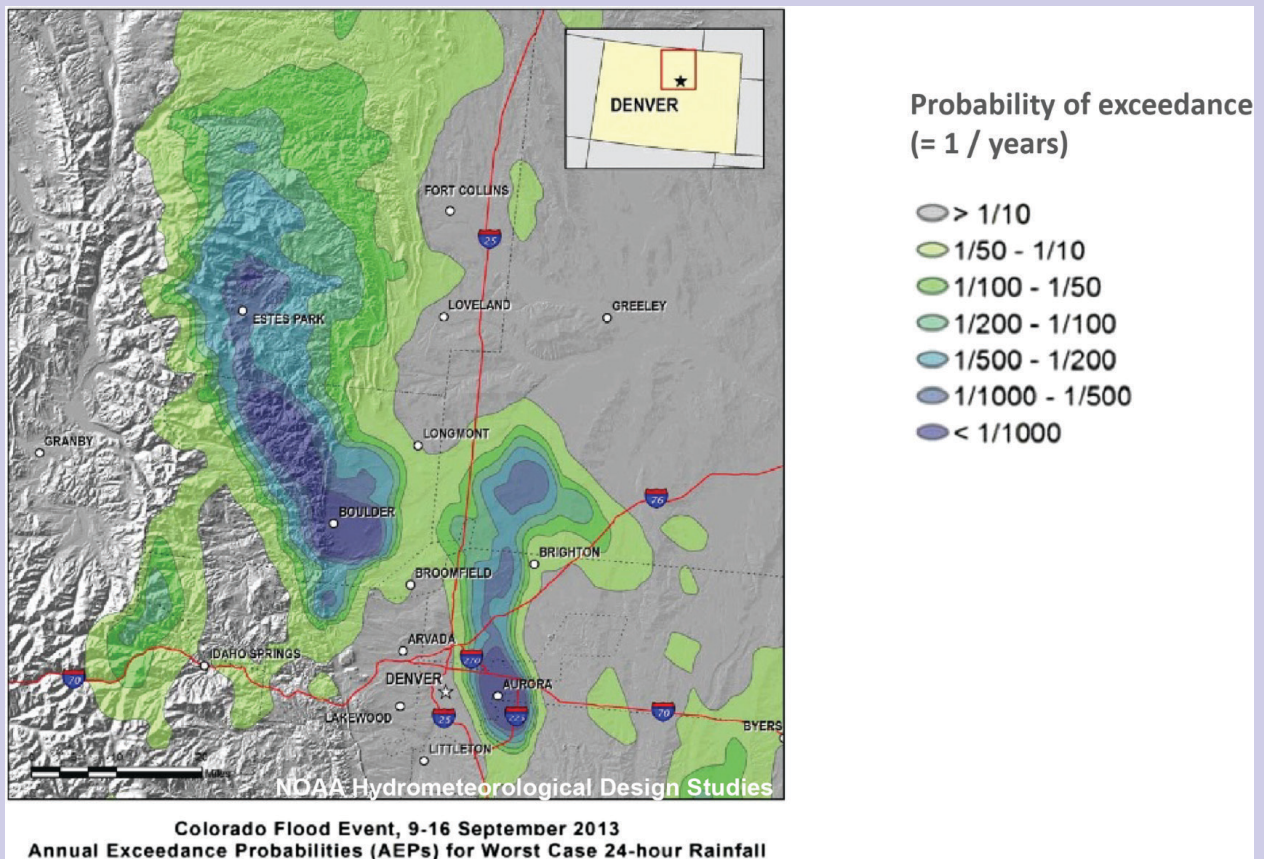 DENVER
FORT COLLINS
25
ESTES PARK
LOVELAND
GREELEY
GRANBY
LONGMONT
76
BOULDER
BRIGHTON
BROOMFIELD
ARVADA
IDAHO SPRINGS
270
70
DENVER
AURORA
LAKEWOOD
25
225
70
BYERS
LITTLETON
20
Miles
NOAA Hydrometeorological Design Studies
Colorado Flood Event, 9-16 September 2013
Annual Exceedance Probabilities (AEPs) for Worst Case 24-hour Rainfall
Probability of exceedance
(= 1 / years)
> 1/10
1/50 - 1/10
1/100 - 1/50
1/200 - 1/100
1/500 - 1/200
1/1000 - 1/500
< 1/1000